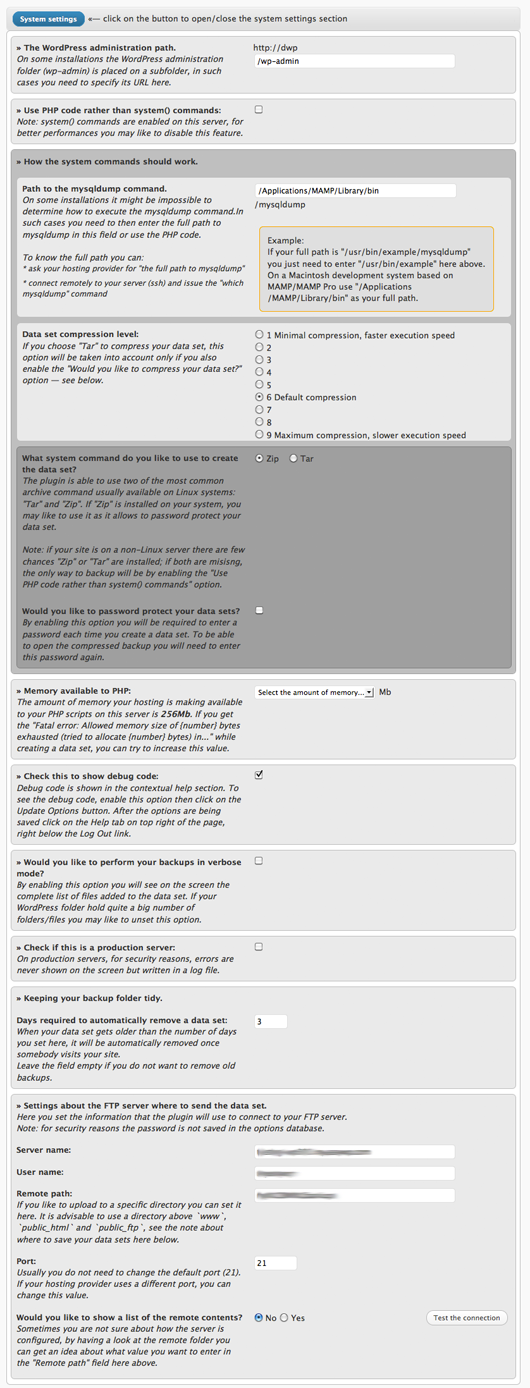 System settings «— click on the button to open/close the system settings section
» The WordPress administration path.
On some installations the WordPress administration
folder (wp-admin) is placed on a subfolder, in such
cases you need to specify its URL here.
http://dwp
/wp-admin
» Use PHP code rather than system() commands:
Note: system() commands are enabled on this server, for
better performances you may like to disable this feature.
» How the system commands should work.
Path to the mysqldump command.
On some installations it might be impossible to
determine how to execute the mysqldump command.In
such cases you need to then enter the full path to
mysqldump in this field or use the PHP code.
To know the full path you can:
* ask your hosting provider for "the full path to mysqldump"
* connect remotely to your server (ssh) and issue the "which
mysqldump" command
/Applications/MAMP/Library/bin
/mysqldump
Example:
If your full path is "/usr/bin/example/mysqldump"
you just need to enter "/usr/bin/example" here above.
On a Macintosh development system based on
MAMP/MAMP Pro use "/Applications
/MAMP/Library/bin" as your full path.
Data set compression level:
If you choose "Tar" to compress your data set, this
option will be taken into account only if you also
enable the "Would you like to compress your data set?"
option — see below.
1 Minimal compression, faster execution speed
2
3
4
5
6 Default compression
7
8
9 Maximum compression, slower execution speed
What system command do you like to use to create
the data set?
The plugin is able to use two of the most common
archive command usually available on Linux systems:
"Tar" and "Zip". If "Zip" is installed on your system, you
may like to use it as it allows to password protect your
data set.
Note: if your site is on a non-Linux server there are few
chances "Zip" or "Tar" are installed; if both are misisng,
the only way to backup will be by enabling the "Use
PHP code rather than system() commands" option.
Zip Tar
Would you like to password protect your data sets?
By enabling this option you will be required to enter a
password each time you create a data set. To be able
to open the compressed backup you will need to enter
this password again.
» Memory available to PHP:
The amount of memory your hosting is making available
to your PHP scripts on this server is 256Mb. If you get
the "Fatal error: Allowed memory size of {number} bytes
exhausted (tried to allocate {number} bytes) in..." while
creating a data set, you can try to increase this value.
Select the amount of memory... Mb
» Check this to show debug code:
Debug code is shown in the contextual help section. To
see the debug code, enable this option then click on the
Update Options button. After the options are being
saved click on the Help tab on top right of the page,
right below the Log Out link.
» Would you like to perform your backups in verbose
mode?
By enabling this option you will see on the screen the
complete list of files added to the data set. If your
WordPress folder hold quite a big number of
folders/files you may like to unset this option.
» Check if this is a production server:
On production servers, for security reasons, errors are
never shown on the screen but written in a log file.
» Keeping your backup folder tidy.
Days required to automatically remove a data set:
When your data set gets older than the number of days
you set here, it will be automatically removed once
somebody visits your site.
Leave the field empty if you do not want to remove old
backups.
3
» Settings about the FTP server where to send the data set.
Here you set the information that the plugin will use to connect to your FTP server.
Note: for security reasons the password is not saved in the options database.
Server name:
User name:
Remote path:
If you like to upload to a specific directory you can set it
here. It is advisable to use a directory above `www`,
`public_html` and `public_ftp`, see the note about
where to save your data sets here below.
Port:
Usually you do not need to change the default port (21).
If your hosting provider uses a different port, you can
change this value.
21
Would you like to show a list of the remote contents?
Sometimes you are not sure about how the server is
configured, by having a look at the remote folder you
can get an idea about what value you want to enter in
the "Remote path" field here above.
No Yes
Test the connection